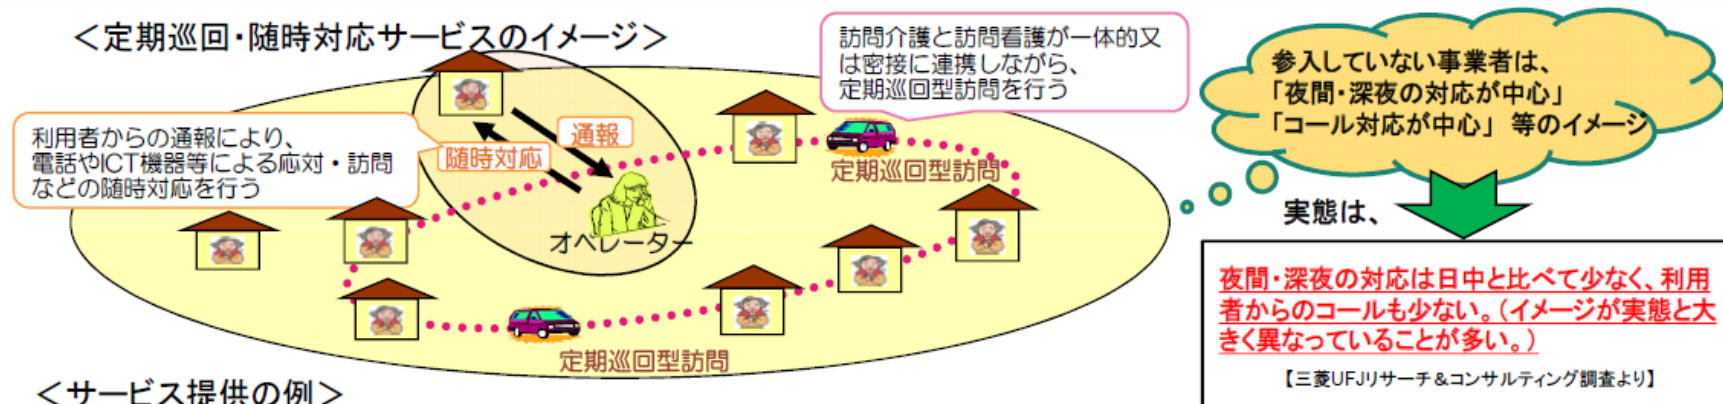 ＜定期巡回・随時対応サービスのイメージ＞
訪問介護と訪問看護が一体的又
は密接に連携しながら、
定期巡回型訪問を行う
利用者からの通報により、
電話やICT機器等による応対・訪問
などの随時対応を行う
通報
随時対応
オペレーター
定期巡回型訪問
定期巡回型訪問
参入していない事業者は、
「夜間・深夜の対応が中心」
「コール対応が中心」 等のイメージ
実態は、
夜間・深夜の対応は日中と比べて少なく、利用
者からのコールも少ない。（イメージが実態と大
きく異なっていることが多い。）
【三菱UFJリサーチ＆コンサルティング調査より】
＜サービス提供の例＞